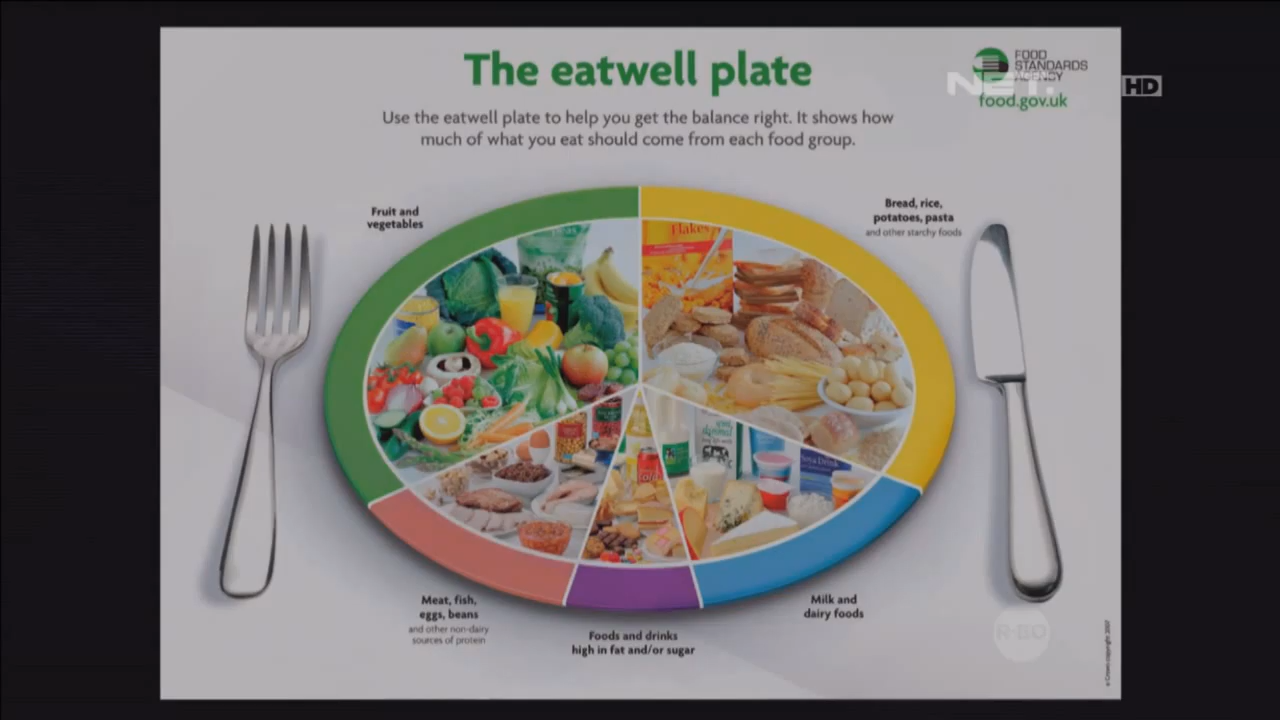 The eatwell plate
FOOD
STANDARDS
AGENCY
food.gov.uk
NET.
HD
Use the eatwell plate to help you get the balance right. It shows how
much of what you eat should come from each food group.
Fruit and
vegetables
Bread, rice,
potatoes, pasta
and other starchy foods
Flakes
Meat, fish,
eggs, beans
and other non-dairy
sources of protein
Foods and drinks
high in fat and/or sugar
Milk and
dairy foods
© Crown copyright 2007